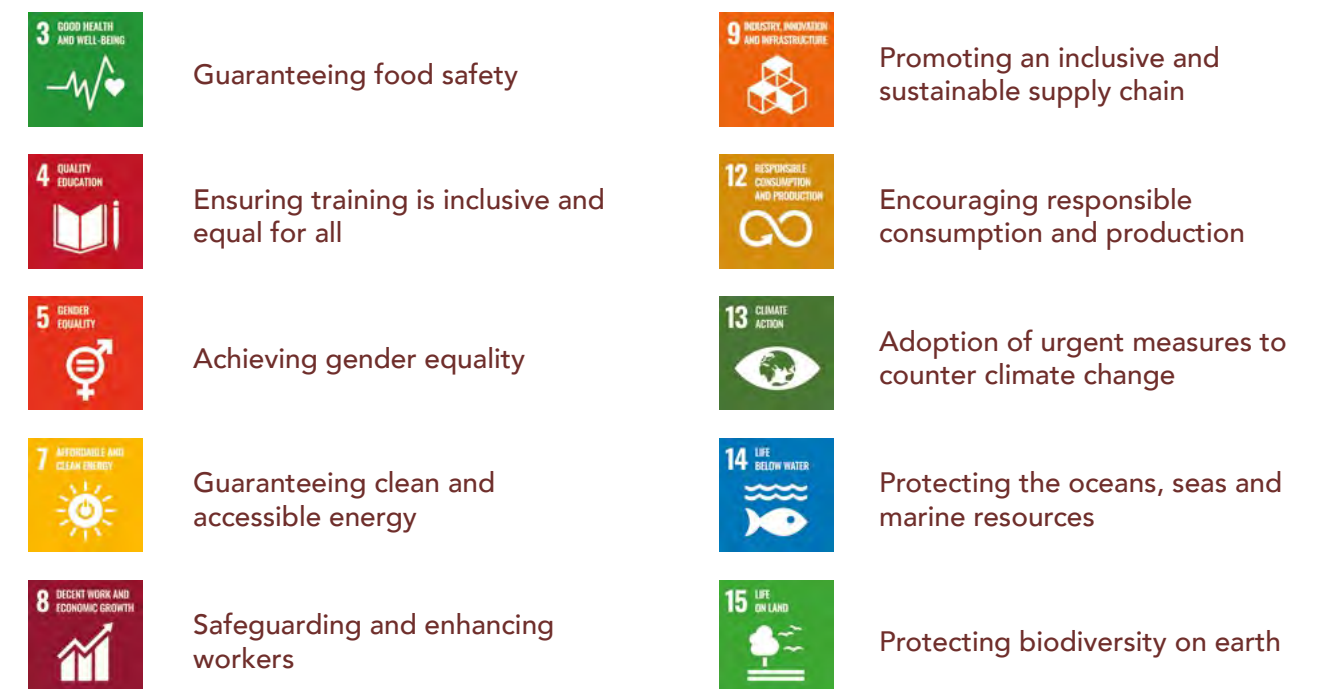 3 GOOD HEALTH
AND WELL-BEING
Guaranteeing food safety
4 QUALITY
EDUCATION
Ensuring training is inclusive and
equal for all
5 GENDER
EQUALITY
Achieving gender equality
7 AFFORDABLE AND
CLEAN ENERGY
Guaranteeing clean and
accessible energy
8 DECENT WORK AND
ECONOMIC GROWTH
Safeguarding and enhancing
workers
9 INDUSTRY, INNOVATION
AND INFRASTRUCTURE
Promoting an inclusive and
sustainable supply chain
12 RESPONSIBLE
CONSUMPTION
AND PRODUCTION
Encouraging responsible
consumption and production
13 CLIMATE
ACTION
Adoption of urgent measures to
counter climate change
14 LIFE
BELOW WATER
Protecting the oceans, seas and
marine resources
15 LIFE
ON LAND
Protecting biodiversity on earth